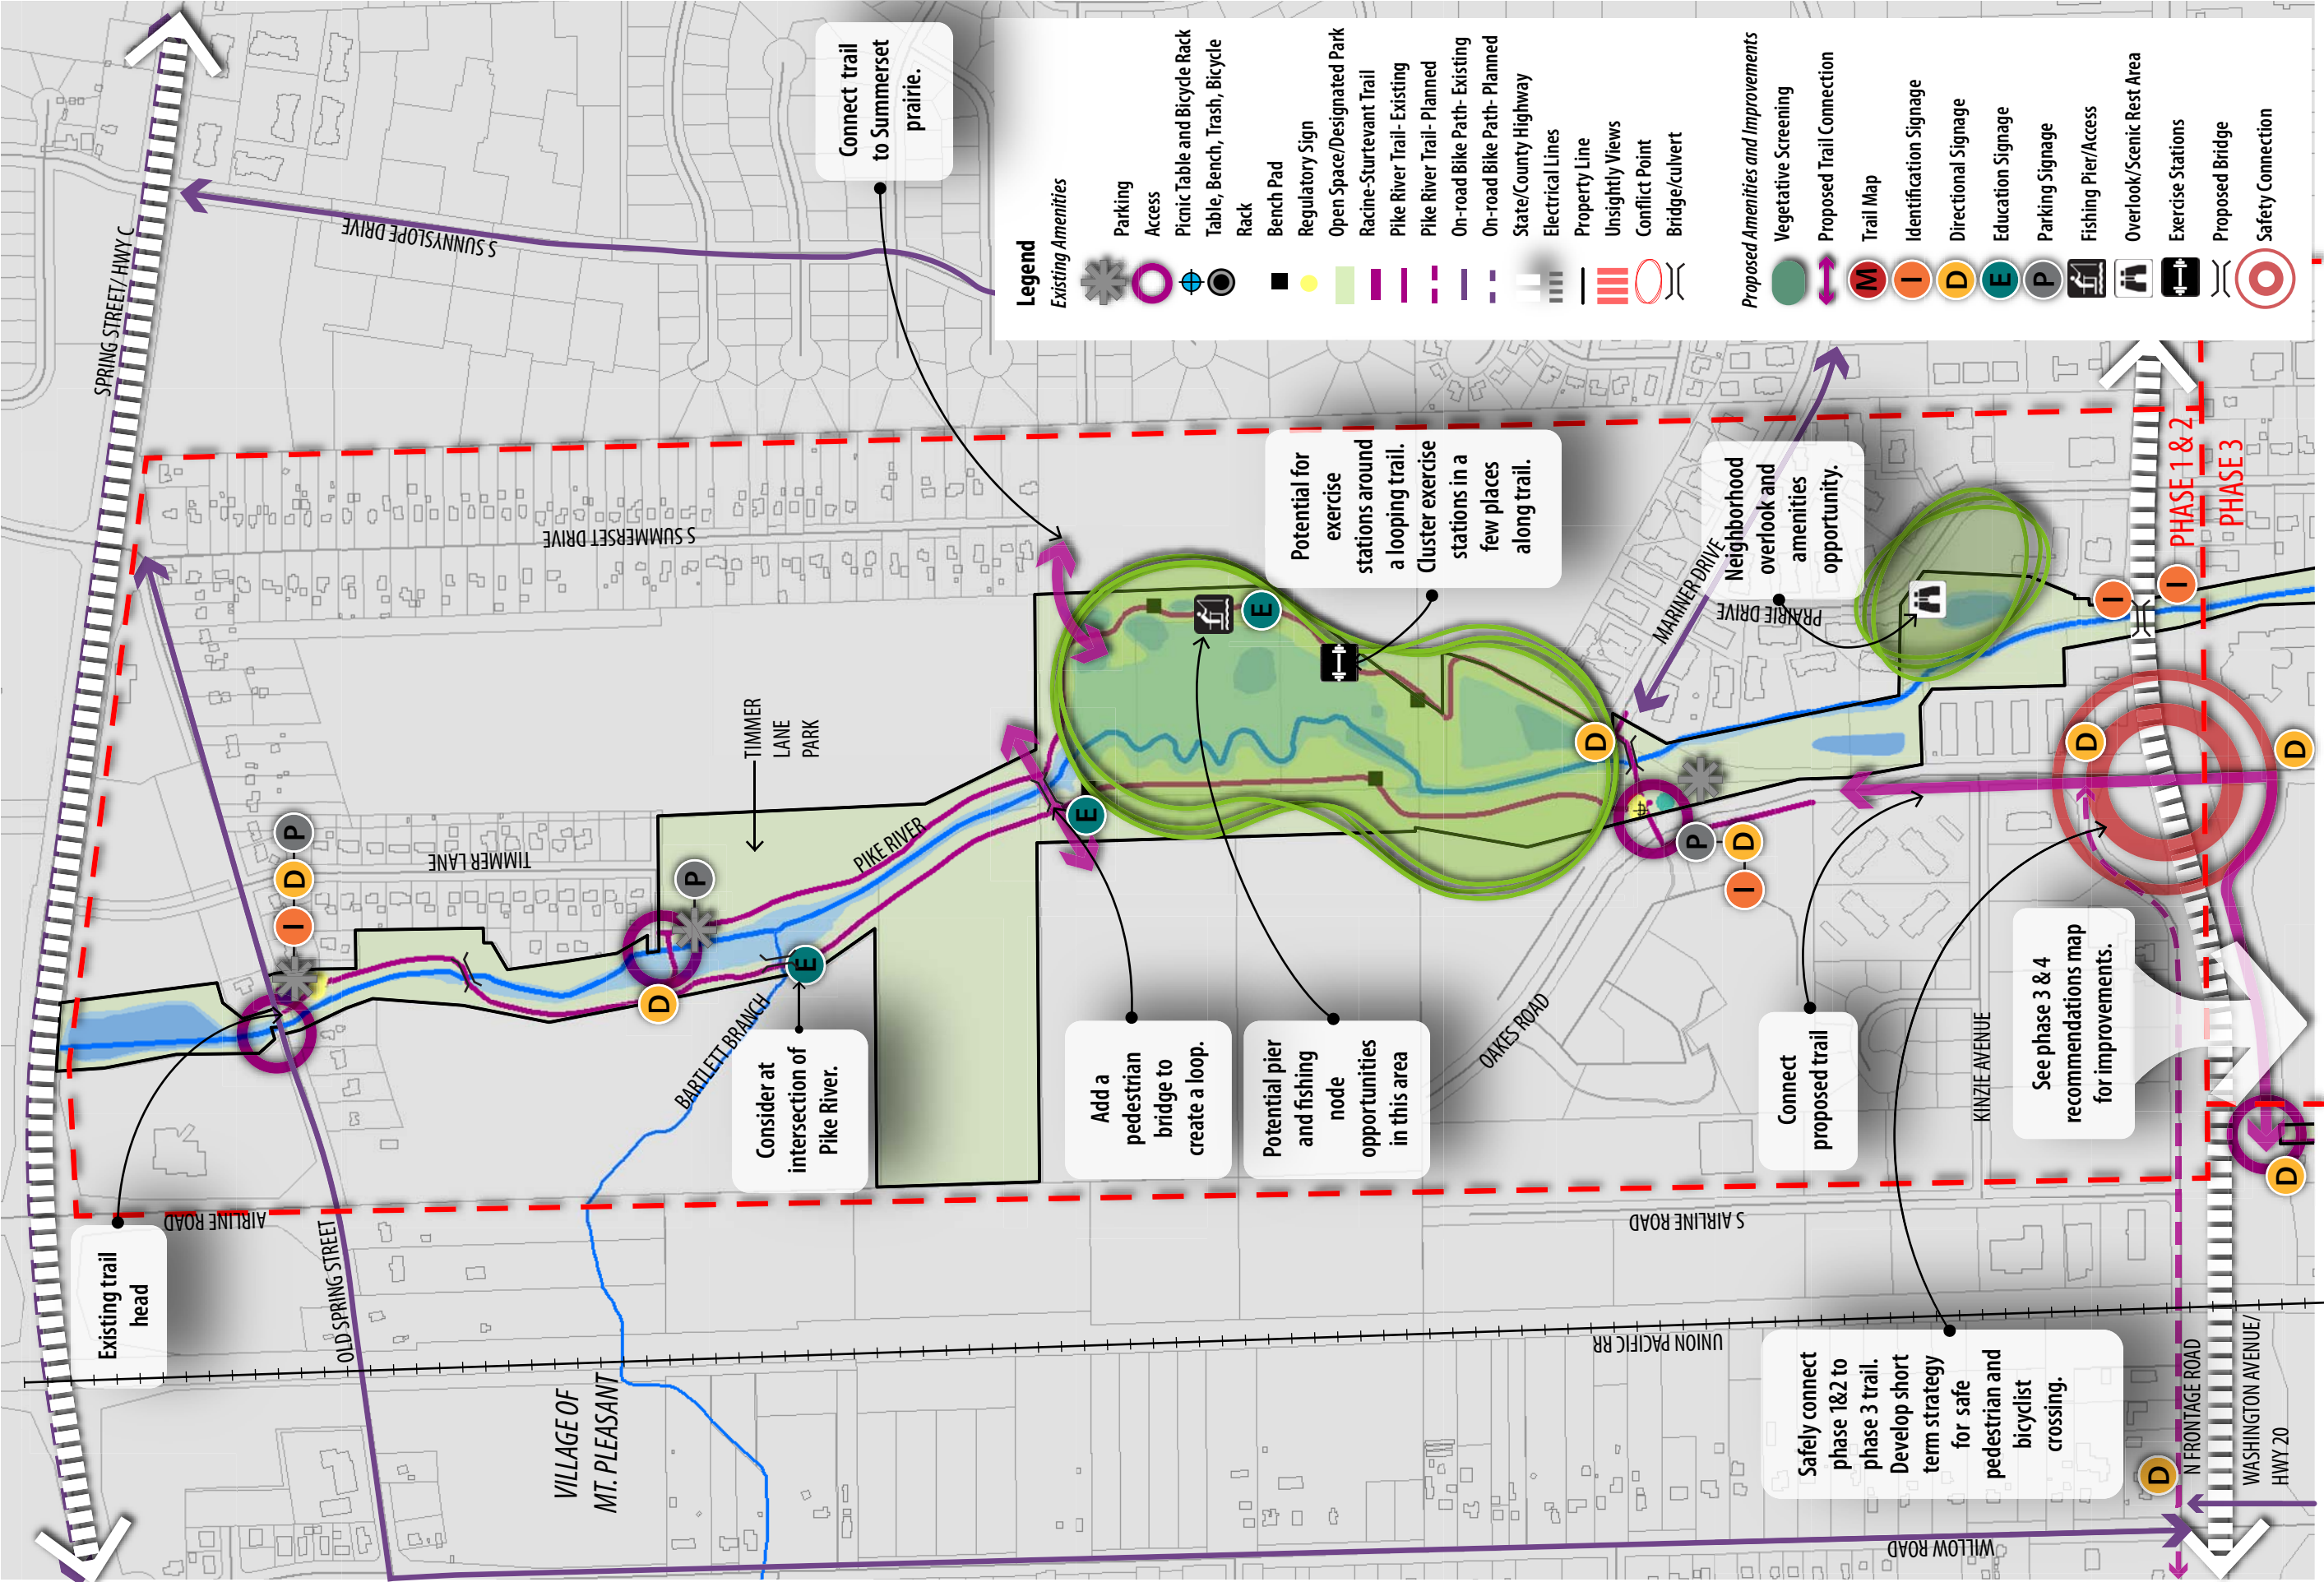 SPRING STREET/ HWY C
S SUNNYSLOPE DRIVE
Connect trail
to Summerset
prairie.
Legend
Existing Amenities
Parking
Access
Picnic Table and Bicycle Rack
Table, Bench, Trash, Bicycle
Rack
Bench Pad
Regulatory Sign
Open Space/Designated Park
Racine-Sturtevant Trail
Pike River Trail- Existing
Pike River Trail- Planned
On-road Bike Path- Existing
On-road Bike Path- Planned
State/County Highway
Electrical Lines
Property Line
Unsightly Views
Conflict Point
Bridge/culvert
Proposed Amenities and Improvements
Vegetative Screening
Proposed Trail Connection
M
Trail Map
I
Identification Signage
D
Directional Signage
E
Education Signage
P
Parking Signage
Fishing Pier/Access
Overlook/Scenic Rest Area
Exercise Stations
Proposed Bridge
Safety Connection
S SUMMERSET DRIVE
Potential for
exercise
stations around
a looping trail.
Cluster exercise
stations in a
few places
along trail.
Neighborhood
overlook and
amenities
opportunity.
MARINER DRIVE
PRAIRIE DRIVE
PHASE 1 & 2
PHASE 3
I
I
E
D
D
D
TIMMER
LANE
PARK
TIMMER LANE
PIKE RIVER
P
D
I
P
D
E
E
P
D
I
BARTLETT BRANCH
Consider at
intersection of
Pike River.
Add a
pedestrian
bridge to
create a loop.
Potential pier
and fishing
node
opportunities
in this area
OAKES ROAD
Connect
proposed trail
KINZIE AVENUE
See phase 3 & 4
recommendations map
for improvements.
D
Existing trail
head
AIRLINE ROAD
OLD SPRING STREET
S AIRLINE ROAD
UNION PACIFIC RR
VILLAGE OF
MT. PLEASANT
Safely connect
phase 1&2 to
phase 3 trail.
Develop short
term strategy
for safe
pedestrian and
bicyclist
crossing.
D
N FRONTAGE ROAD
WASHINGTON AVENUE/
HWY 20
WILLOW ROAD